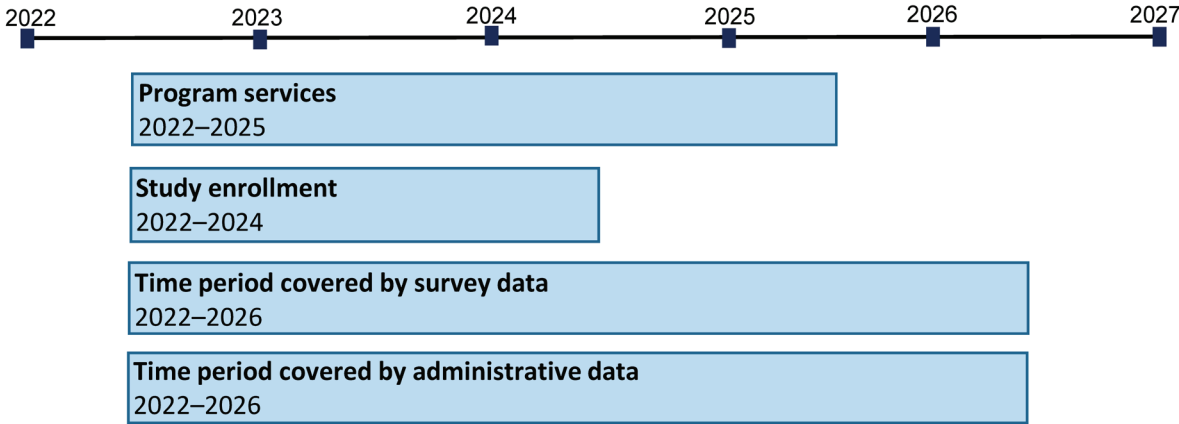 2022 2023 2024 2025 2026 2027
Program services
2022–2025
Study enrollment
2022–2024
Time period covered by survey data
2022–2026
Time period covered by administrative data
2022–2026